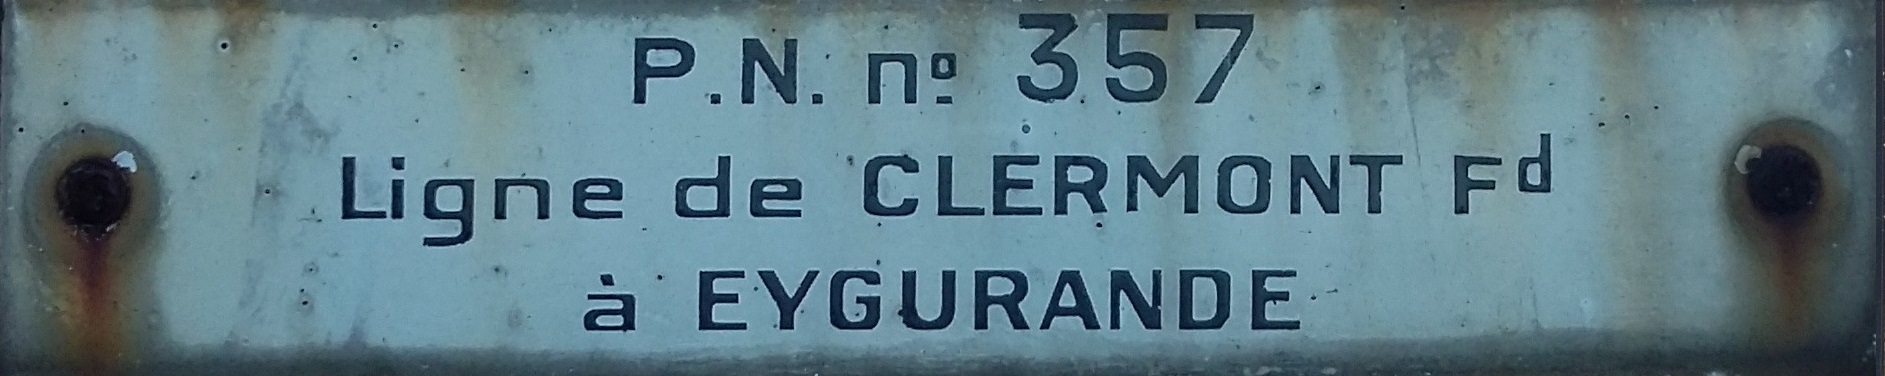 P.N. nº 357
Ligne de CLERMONT Fd
à EYGURANDE